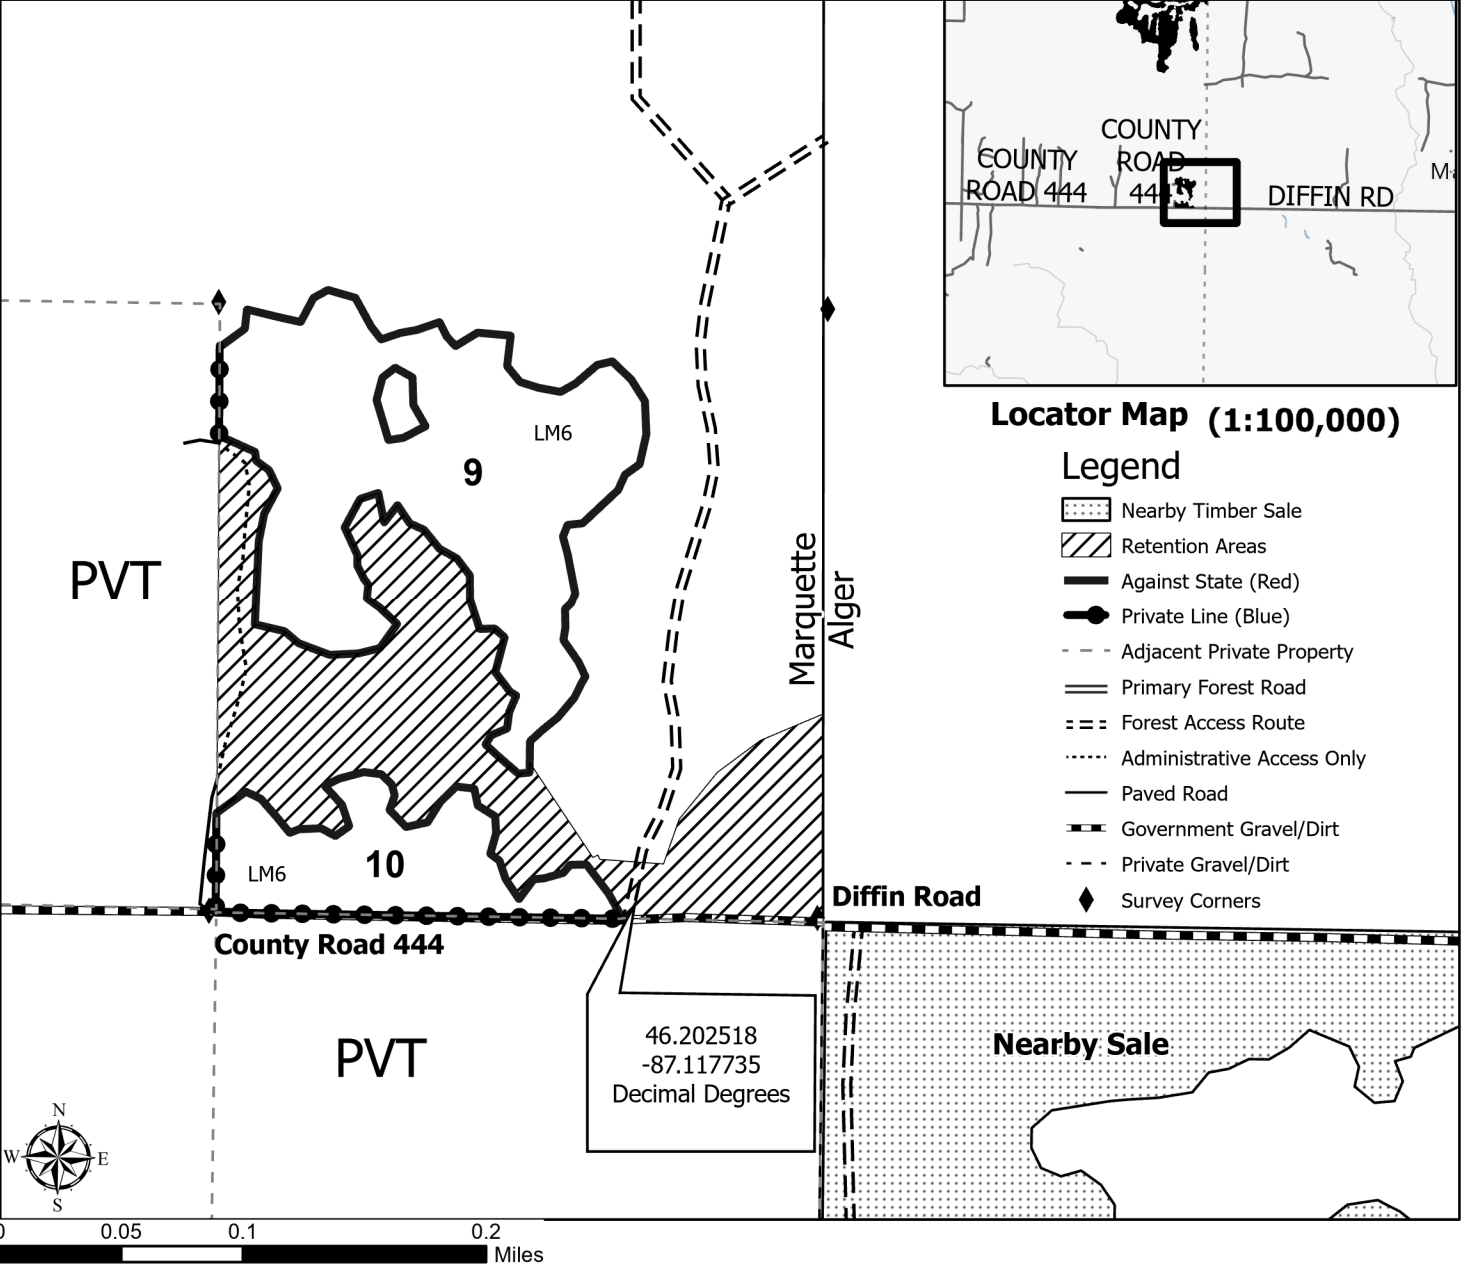 COUNTY
ROAD 444
COUNTY
ROAD
444
DIFFIN RD
Locator Map (1:100,000)
Legend
Nearby Timber Sale
Retention Areas
Against State (Red)
Private Line (Blue)
Adjacent Private Property
Primary Forest Road
Forest Access Route
Administrative Access Only
Paved Road
Government Gravel/Dirt
Private Gravel/Dirt
Survey Corners
LM6
9
PVT
Marquette
Alger
10
LM6
Diffin Road
County Road 444
PVT
46.202518
-87.117735
Decimal Degrees
Nearby Sale
N
W E
S
0 0.05 0.1 0.2
Miles